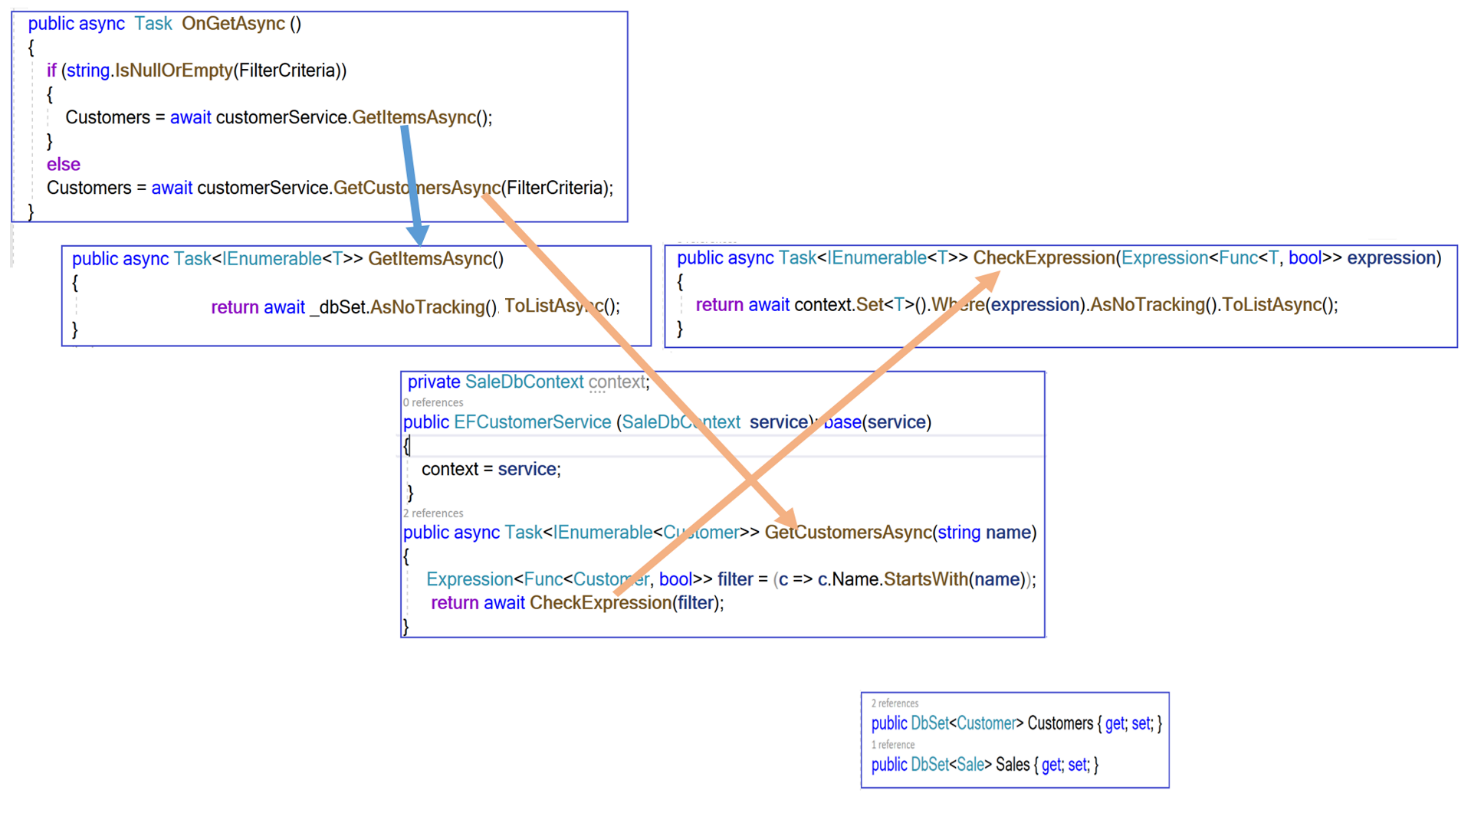 public async Task OnGetAsync ()
{
if (string.IsNullOrEmpty(FilterCriteria))
{
Customers = await customerService.GetItemsAsync();
}
else
Customers = await customerService.GetCustomersAsync(FilterCriteria);
}
public async Task<IEnumerable<T>> GetItemsAsync()
{
return await _dbSet.AsNoTracking(). ToListAsync();
}
public async Task<IEnumerable<T>> CheckExpression(Expression<Func<T, bool>> expression)
{
return await context.Set<T>().Where(expression).AsNoTracking().ToListAsync();
}
private SaleDbContext context;
0 references
public EFCustomerService (SaleDbContext service): base(service)
{
context = service;
}
2 references
public async Task<IEnumerable<Customer>> GetCustomersAsync(string name)
{
Expression<Func<Customer, bool>> filter = (c => c.Name.StartsWith(name));
return await CheckExpression(filter);
}
2 references
public DbSet<Customer> Customers { get; set; }
1 reference
public DbSet<Sale> Sales { get; set; }